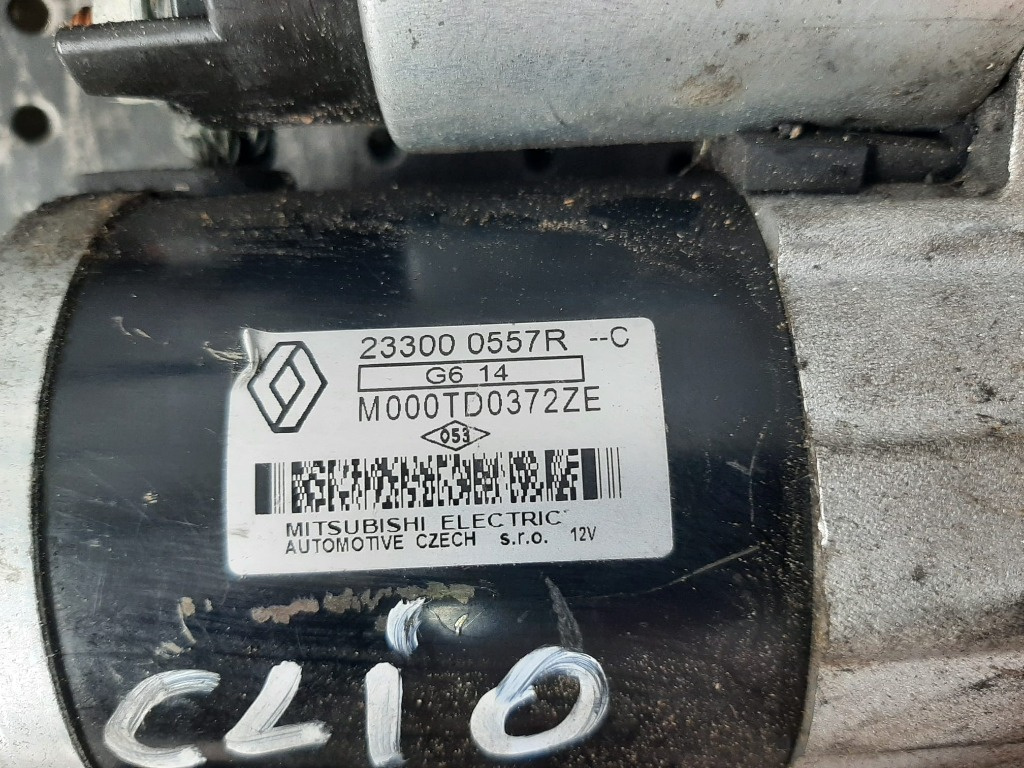 23300 0557R --C
G6 14
M000TD0372ZE
053
MITSUBISHI ELECTRIC
AUTOMOTIVE CZECH s.r.o. 12V
CLIO